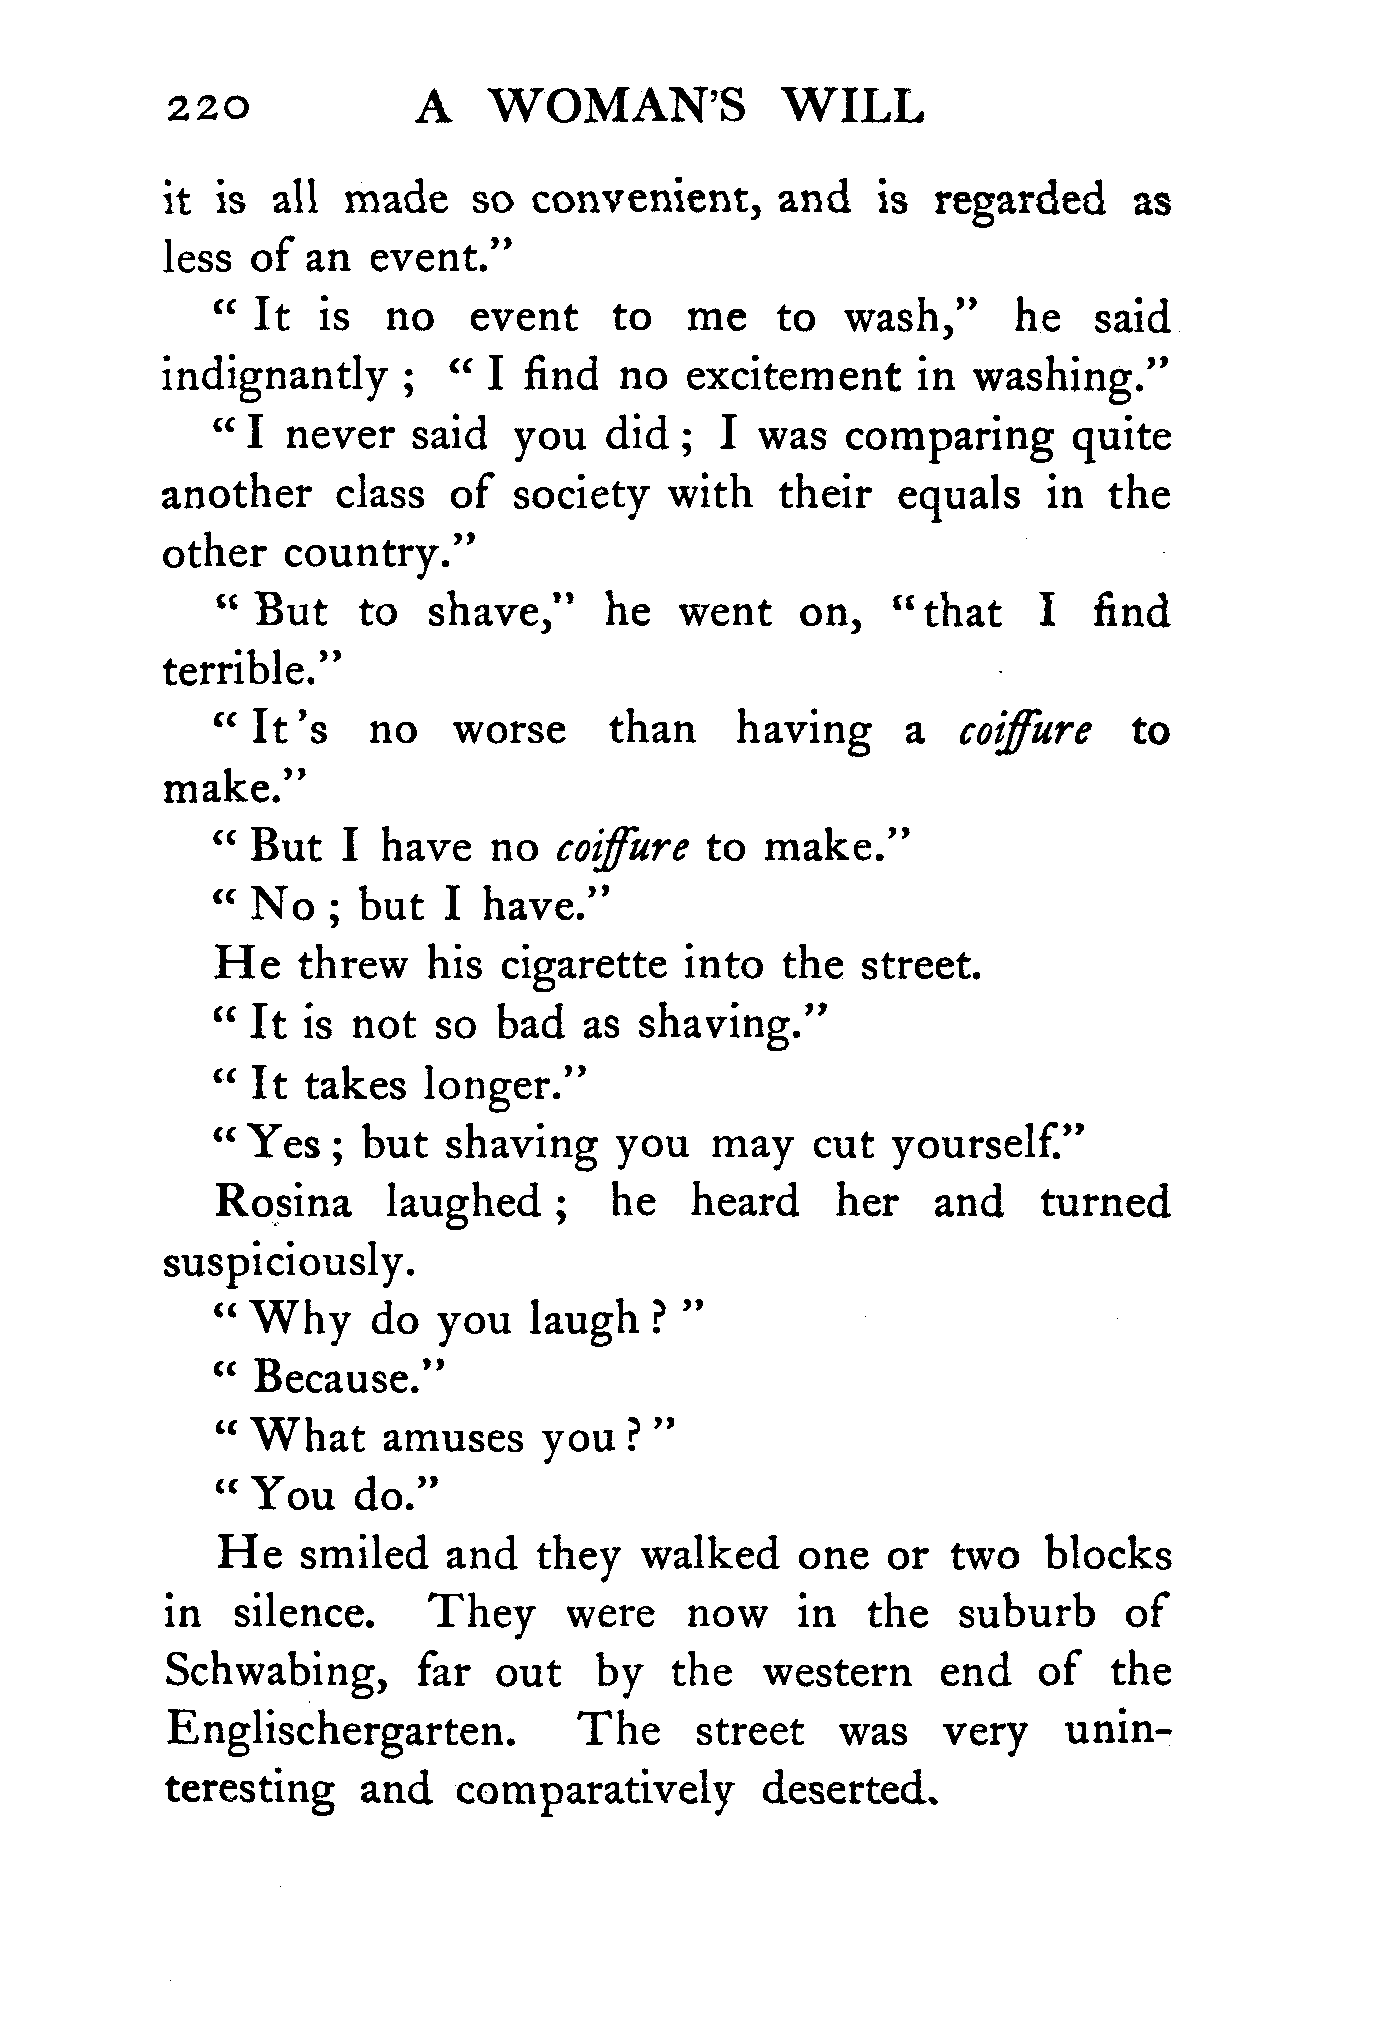 220 A WOMAN'S WILL
it is all made so convenient, and is regarded as
less of an event."
" It is no event to me to wash," he said
indignantly ; " I find no excitement in washing."
" I never said you did ; I was comparing quite
another class of society with their equals in the
other country."
" But to shave," he went on, "that I find
terrible."
" It 's no worse than having a coiffure to
make."
" But I have no coiffure to make."
" No ; but I have."
He threw his cigarette into the street.
" It is not so bad as shaving."
" It takes longer."
" Yes ; but shaving you may cut yourself."
Rosina laughed ; he heard her and turned
suspiciously.
" Why do you laugh ? "
" Because."
" What amuses you ? "
" You do."
He smiled and they walked one or two blocks
in silence. They were now in the suburb of
Schwabing, far out by the western end of the
Englischergarten. The street was very unin-
teresting and comparatively deserted.